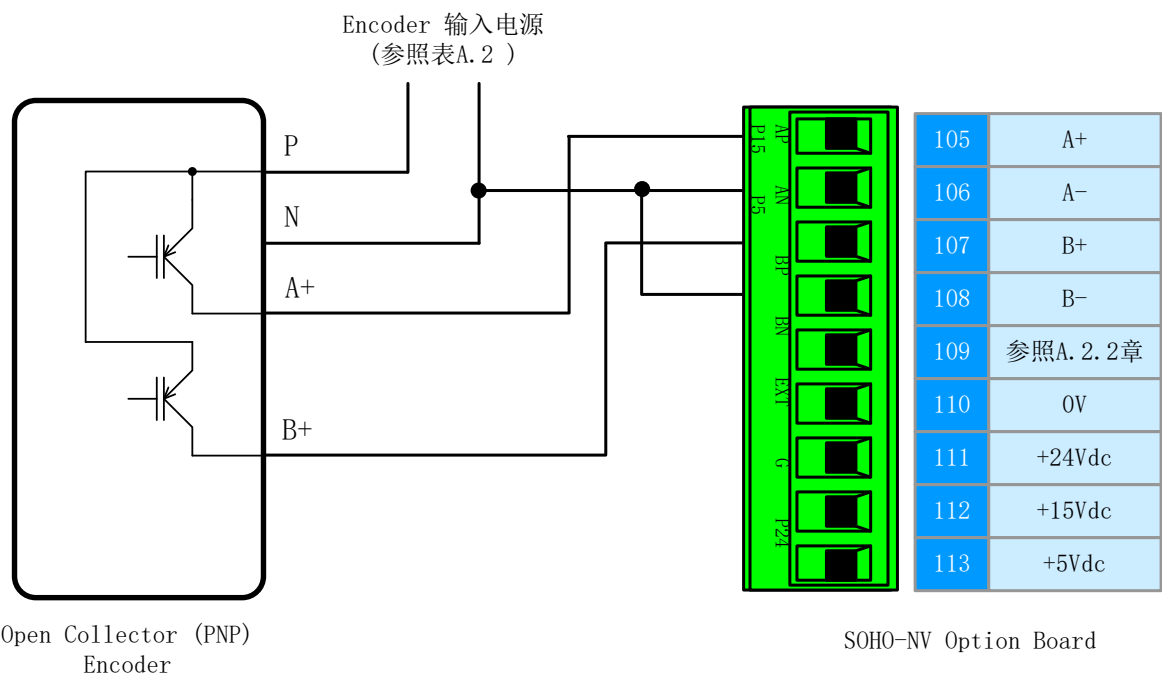 Encoder 输入电源
(参照表A.2 )
P
N
A+
B+
Open Collector (PNP)
Encoder
AP
P15
AN
P5
BP
BN
EXT
G
P24
105 A+
106 A-
107 B+
108 B-
109 参照A.2.2章
110 0V
111 +24Vdc
112 +15Vdc
113 +5Vdc
SOHO-NV Option Board